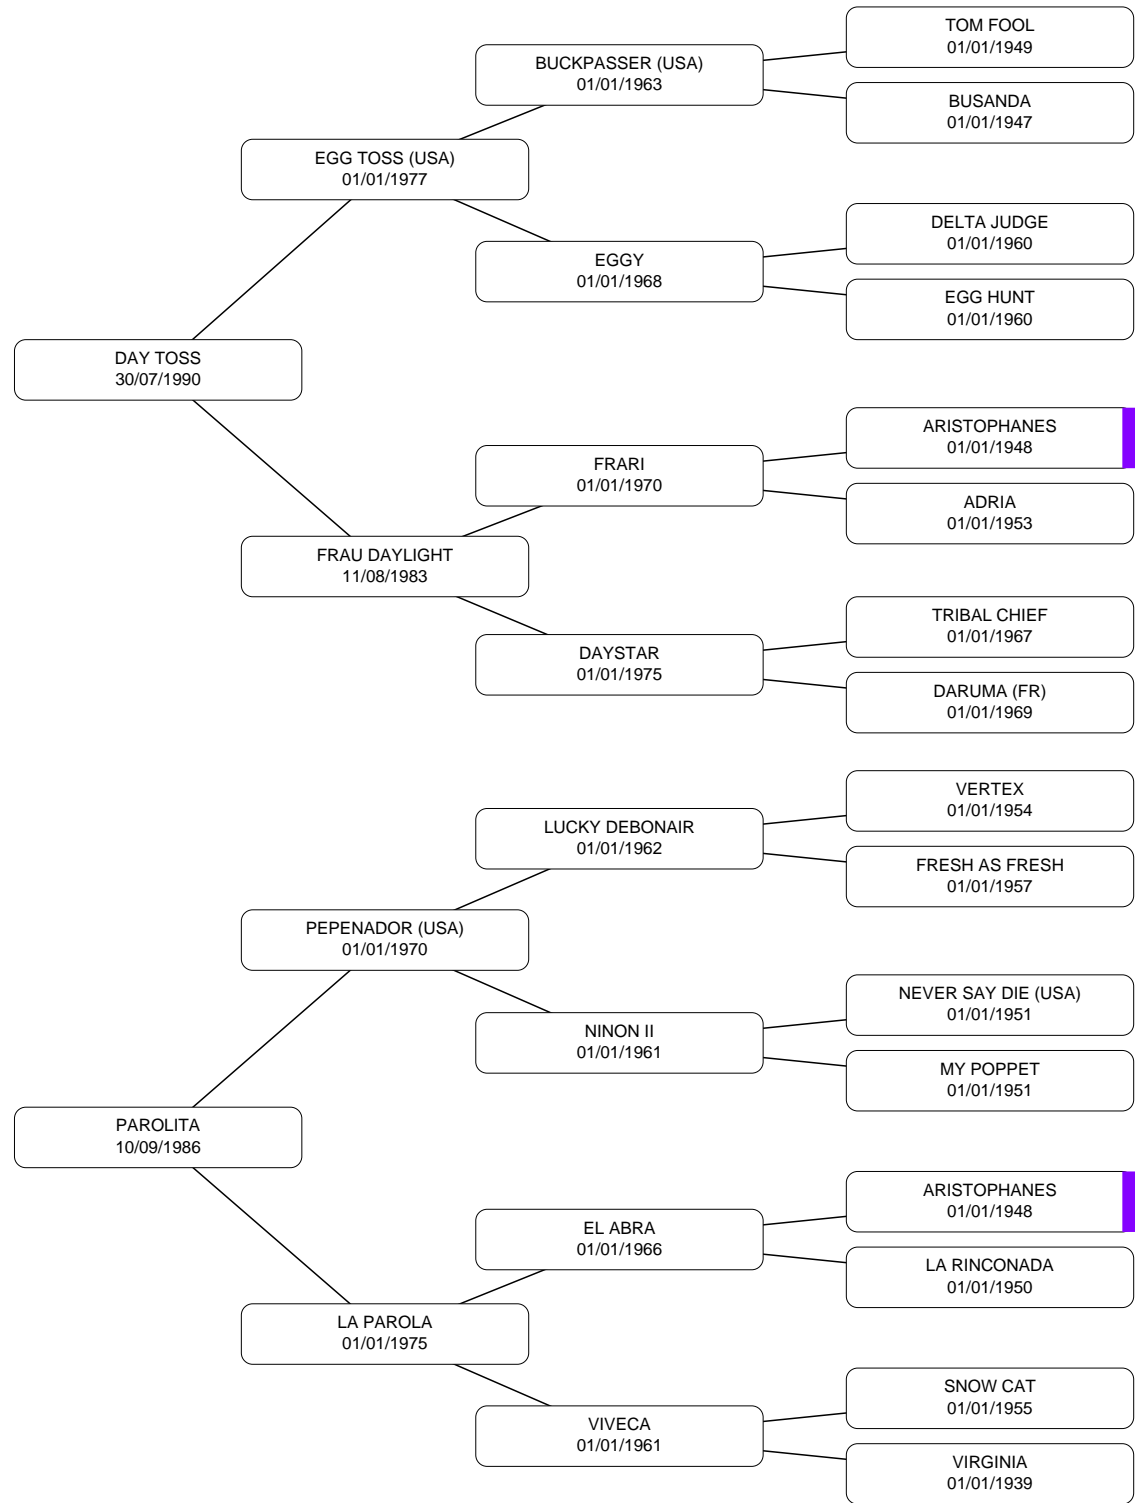 TOM FOOL
01/01/1949
BUCKPASSER (USA)
01/01/1963
BUSANDA
01/01/1947
EGG TOSS (USA)
01/01/1977
DELTA JUDGE
01/01/1960
EGGY
01/01/1968
EGG HUNT
01/01/1960
DAY TOSS
30/07/1990
ARISTOPHANES
01/01/1948
FRARI
01/01/1970
ADRIA
01/01/1953
FRAU DAYLIGHT
11/08/1983
TRIBAL CHIEF
01/01/1967
DAYSTAR
01/01/1975
DARUMA (FR)
01/01/1969
VERTEX
01/01/1954
LUCKY DEBONAIR
01/01/1962
FRESH AS FRESH
01/01/1957
PEPENADOR (USA)
01/01/1970
NEVER SAY DIE (USA)
01/01/1951
NINON II
01/01/1961
MY POPPET
01/01/1951
PAROLITA
10/09/1986
ARISTOPHANES
01/01/1948
EL ABRA
01/01/1966
LA RINCONADA
01/01/1950
LA PAROLA
01/01/1975
SNOW CAT
01/01/1955
VIVECA
01/01/1961
VIRGINIA
01/01/1939